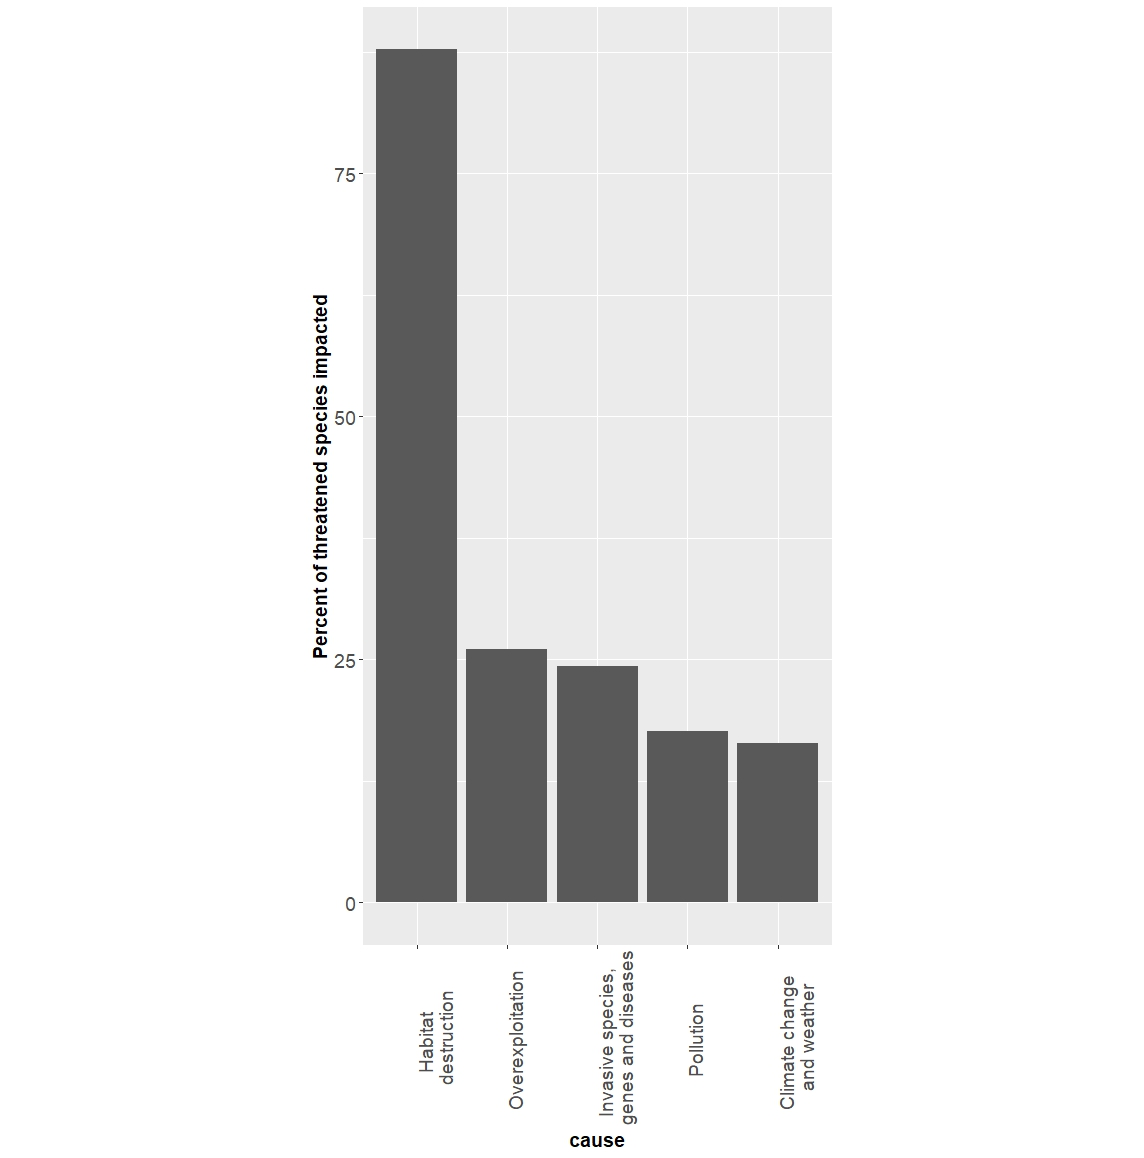 Percent of threatened species impacted
75
50
25
0
Habitat
destruction
Overexploitation
Invasive species,
genes and diseases
Pollution
Climate change
and weather
cause